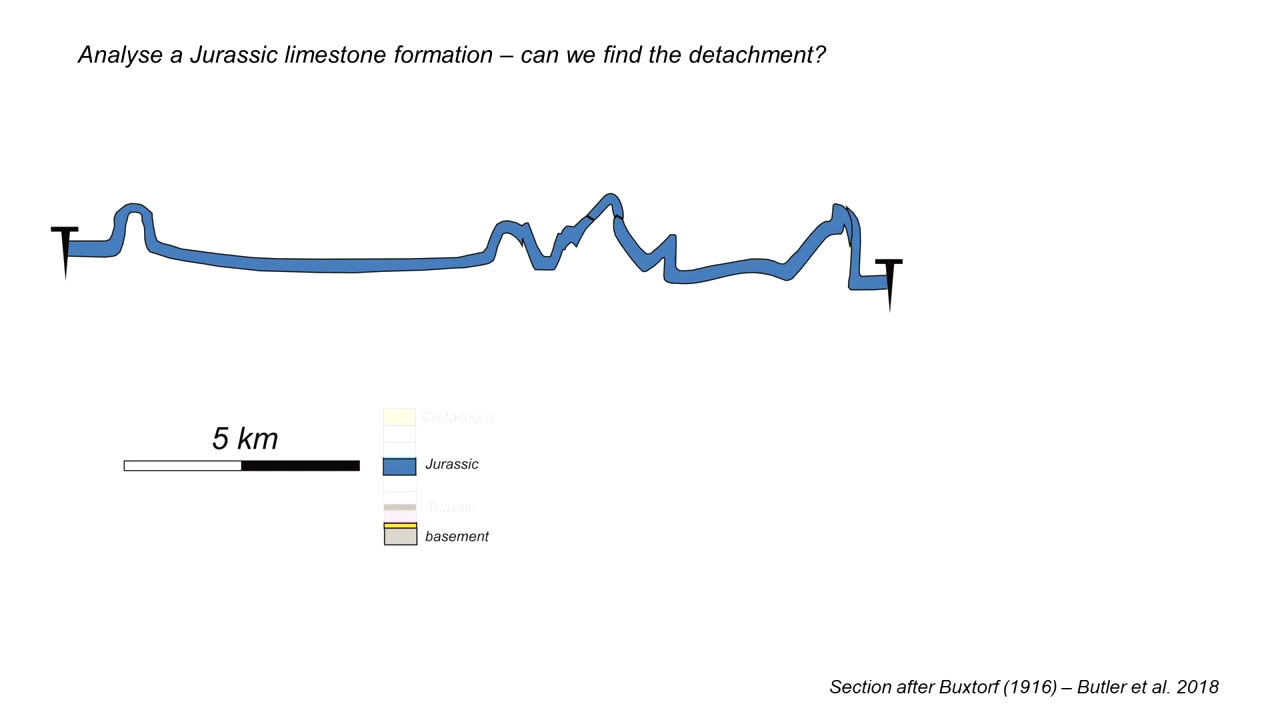 Analyse a Jurassic limestone formation – can we find the detachment?
5 km
Cretaceous
Jurassic
Triassic
basement
Section after Buxtorf (1916) – Butler et al. 2018